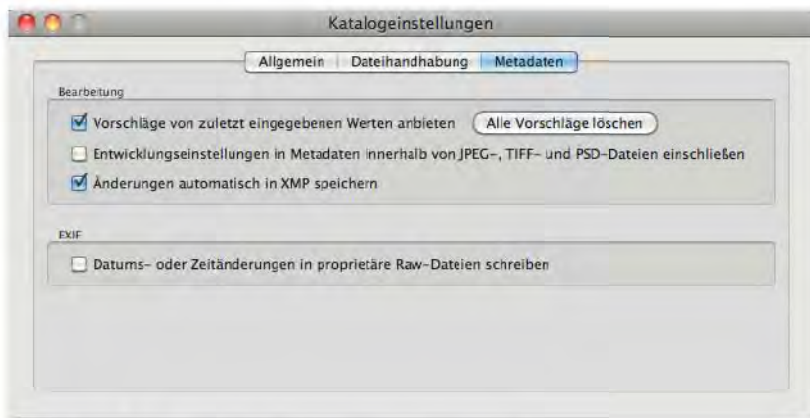 Katalogeinstellungen
Allgemein Dateihandhabung Metadaten
Bearbeitung
Vorschläge von zuletzt eingegebenen Werten anbieten Alle Vorschläge löschen
Entwicklungseinstellungen in Metadaten innerhalb von JPEG-, TIFF- und PSD-Dateien einschließen
Änderungen automatisch in XMP speichern
EXIF
Datums- oder Zeitänderungen in proprietäre Raw-Dateien schreiben